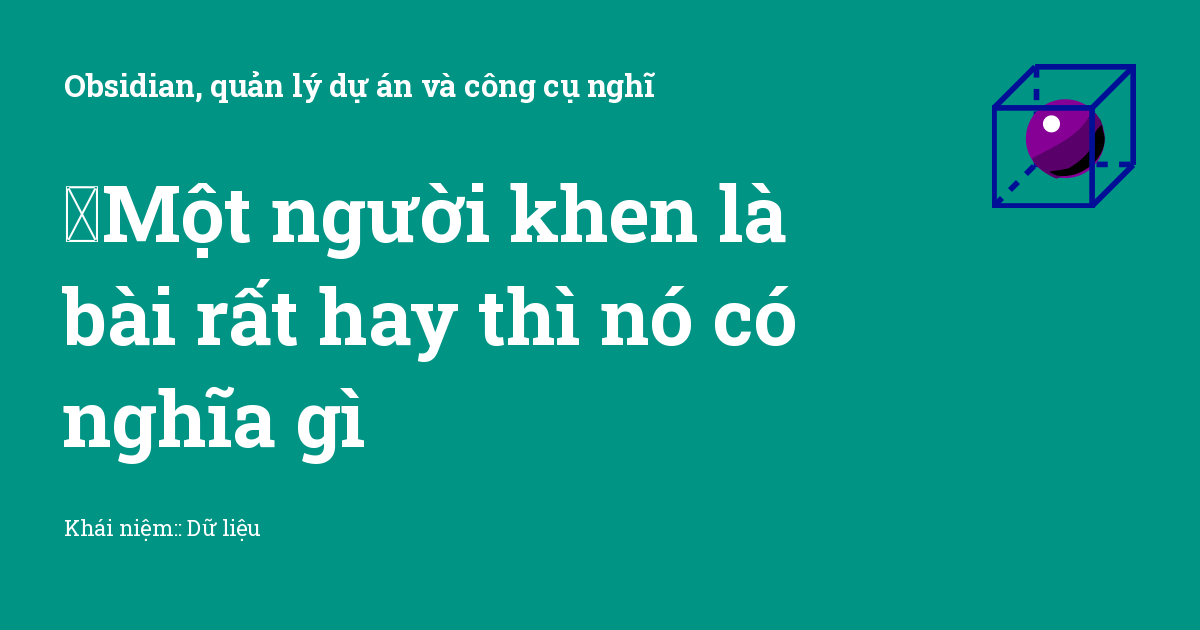 Obsidian, quản lý dự án và công cụ nghĩ
Một người khen là
bài rất hay thì nó có
nghĩa gì
Khái niệm:: Dữ liệu